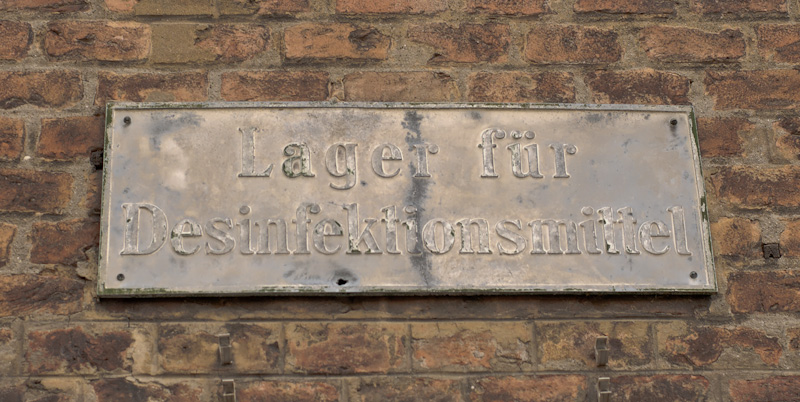 Lager für
Desinfektionsmittel